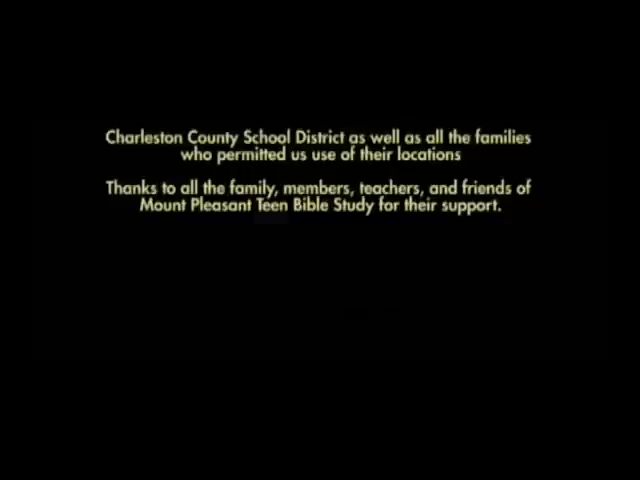 Charleston County School District as well as all the families
who permitted us use of their locations
Thanks to all the family, members, teachers, and friends of
Mount Pleasant Teen Bible Study for their support.